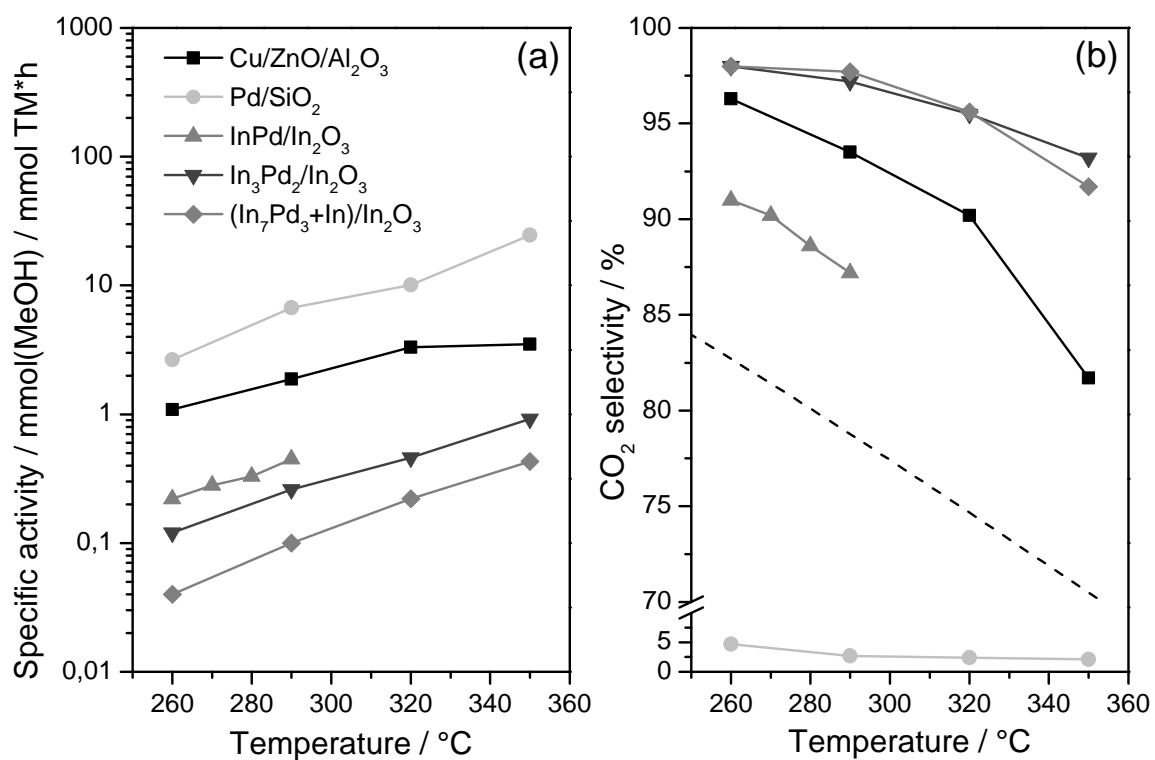 (a)
Specific activity / mmol(MeOH) / mmol TM*h
1000
100
10
1
0,1
0,01
Cu/ZnO/Al₂O₃
Pd/SiO₂
InPd/In₂O₃
In₃Pd₂/In₂O₃
(In₇Pd₃+In)/In₂O₃
260 280 300 320 340 360
Temperature / °C
(b)
CO₂ selectivity / %
100
95
90
85
80
75
70
5
0
260 280 300 320 340 360
Temperature / °C